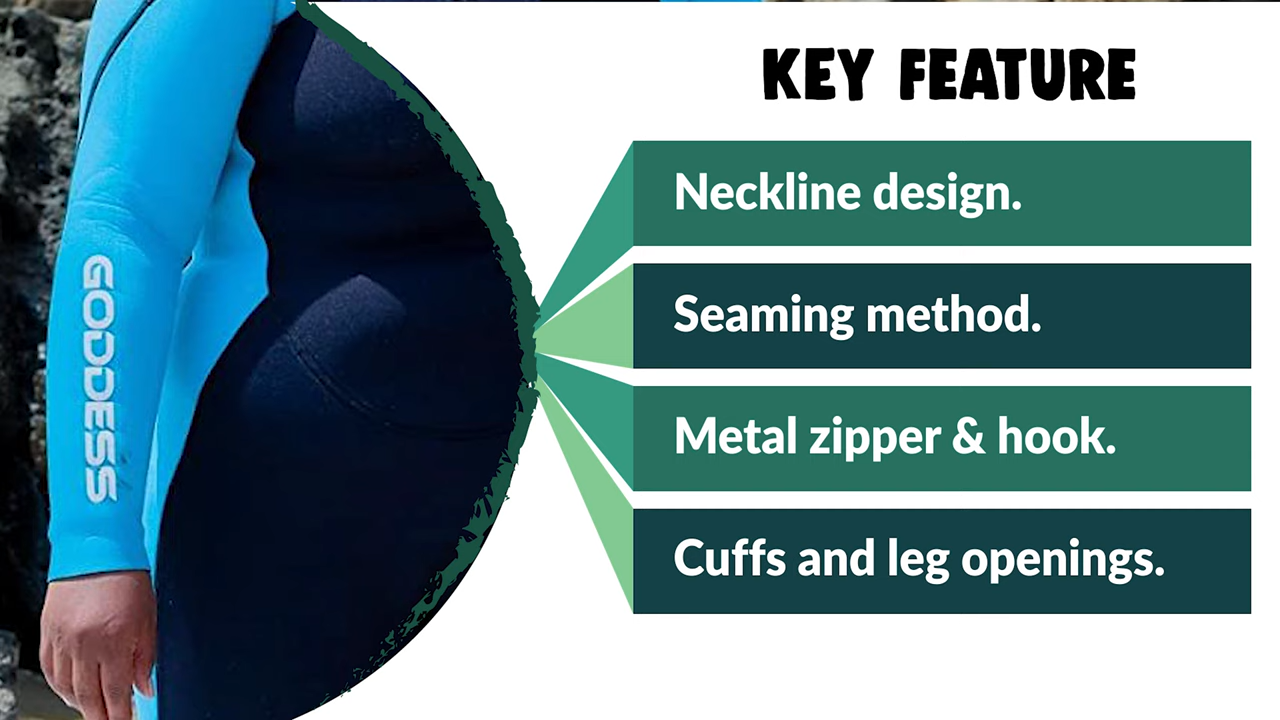 KEY FEATURE
Neckline design.
Seaming method.
Metal zipper & hook.
Cuffs and leg openings.
GODDESS